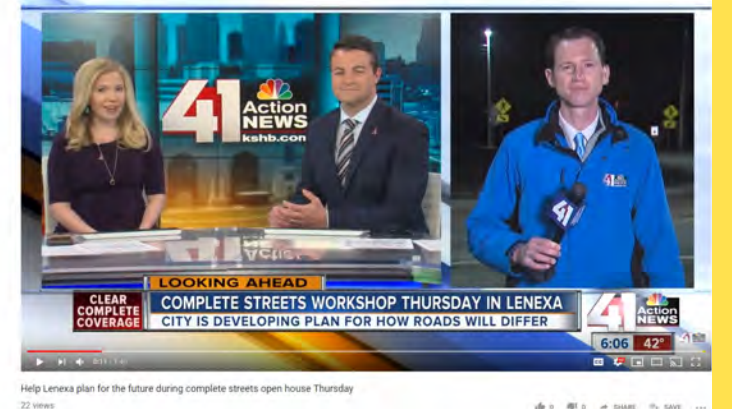 41
Action
NEWS
kshb.com
41
LOOKING AHEAD
CLEAR
COMPLETE
COVERAGE
COMPLETE STREETS WORKSHOP THURSDAY IN LENEXA
CITY IS DEVELOPING PLAN FOR HOW ROADS WILL DIFFER
41
Action
NEWS
6:06 42°
Help Lenexa plan for the future during complete streets open house Thursday
22 views
0 0 SHARE SAVE